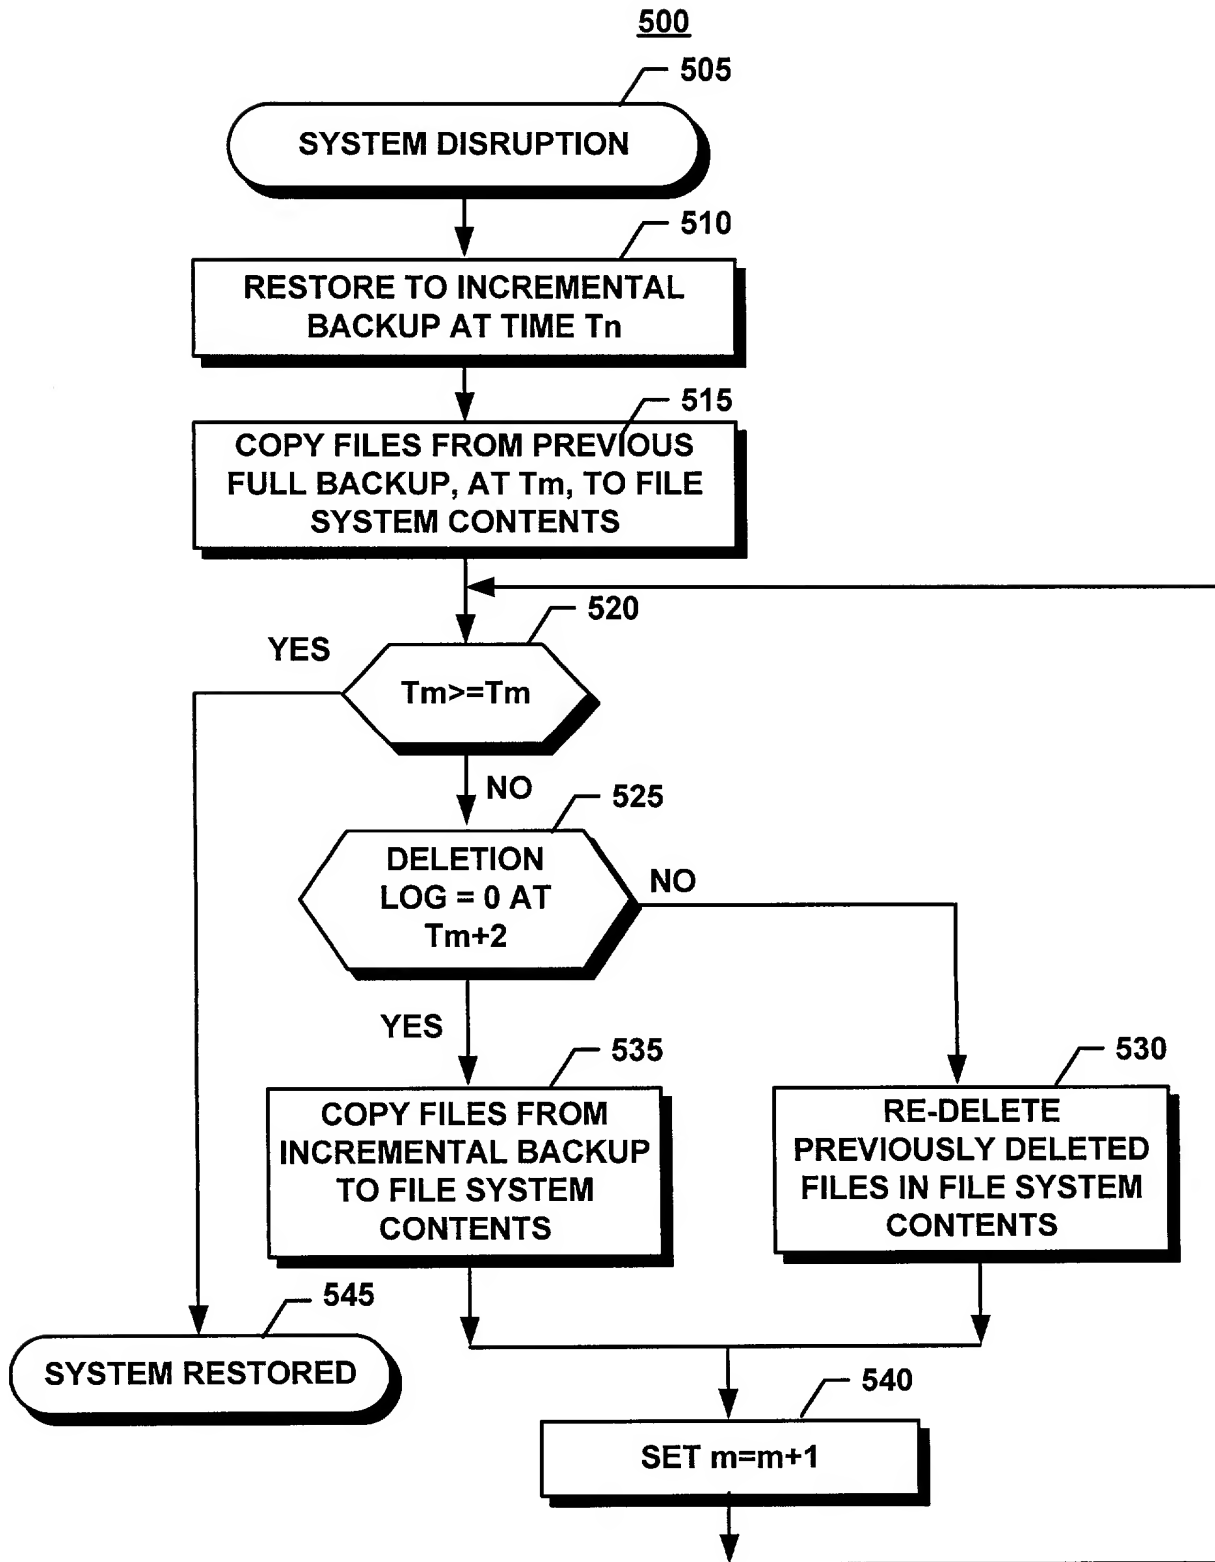 500
505
SYSTEM DISRUPTION
510
RESTORE TO INCREMENTAL
BACKUP AT TIME Tn
515
COPY FILES FROM PREVIOUS
FULL BACKUP, AT Tm, TO FILE
SYSTEM CONTENTS
520
YES
Tm>=Tm
NO
525
DELETION
LOG = 0 AT
Tm+2
NO
YES
535
COPY FILES FROM
INCREMENTAL BACKUP
TO FILE SYSTEM
CONTENTS
530
RE-DELETE
PREVIOUSLY DELETED
FILES IN FILE SYSTEM
CONTENTS
545
SYSTEM RESTORED
540
SET m=m+1